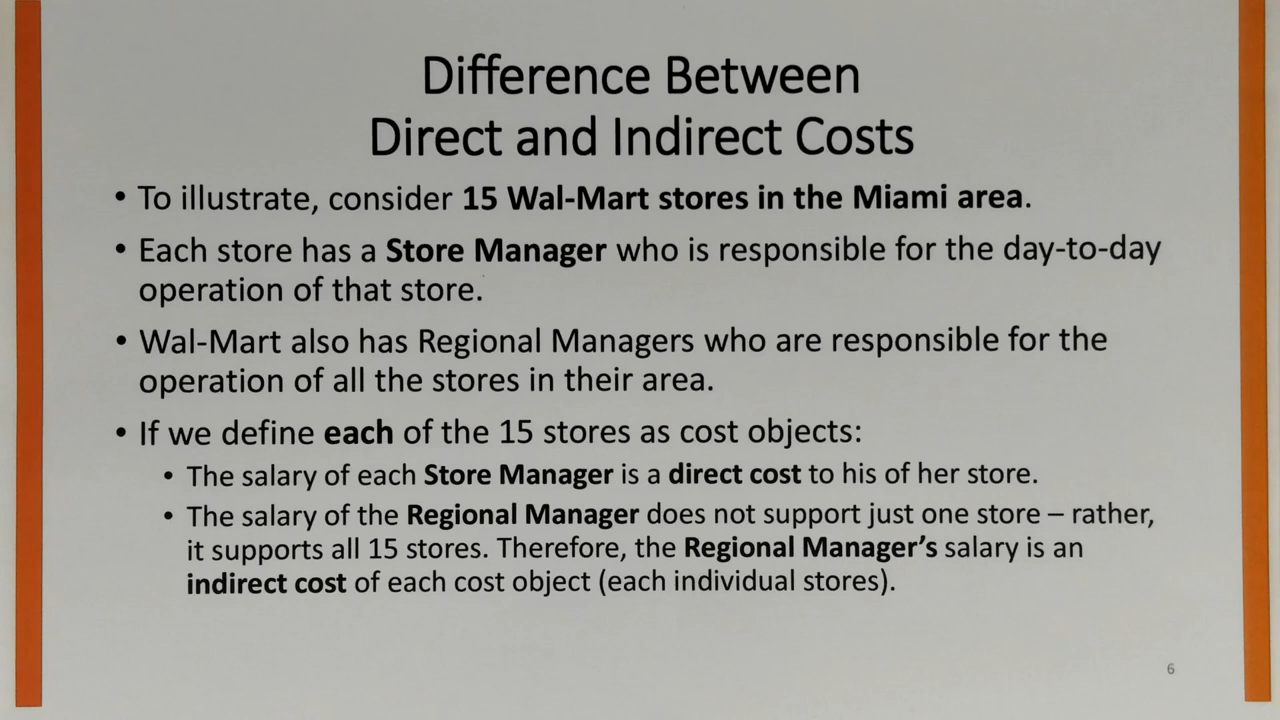 Difference Between
Direct and Indirect Costs
• To illustrate, consider 15 Wal-Mart stores in the Miami area.
• Each store has a Store Manager who is responsible for the day-to-day
operation of that store.
• Wal-Mart also has Regional Managers who are responsible for the
operation of all the stores in their area.
• If we define each of the 15 stores as cost objects:
• The salary of each Store Manager is a direct cost to his of her store.
• The salary of the Regional Manager does not support just one store – rather,
it supports all 15 stores. Therefore, the Regional Manager’s salary is an
indirect cost of each cost object (each individual stores).
6